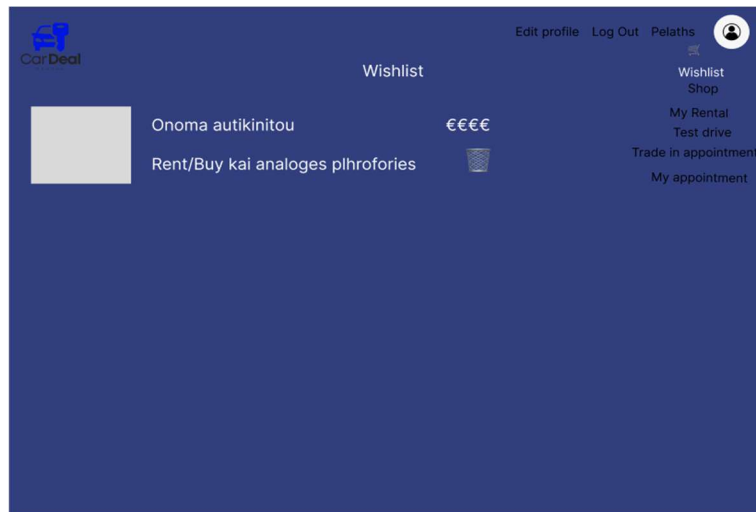 CarDeal
Edit profile Log Out Pelaths
Wishlist
Wishlist
Shop
Onoma autikinitou €€€€
My Rental
Test drive
Rent/Buy kai analoges plhrofories
Trade in appointment
My appointment